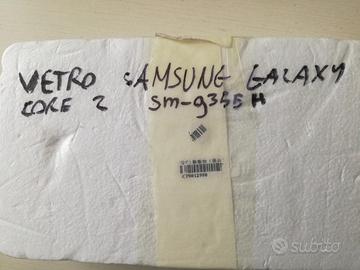 VETRO SAMSUNG GALAXY
CORE 2 SM-g355H
subito